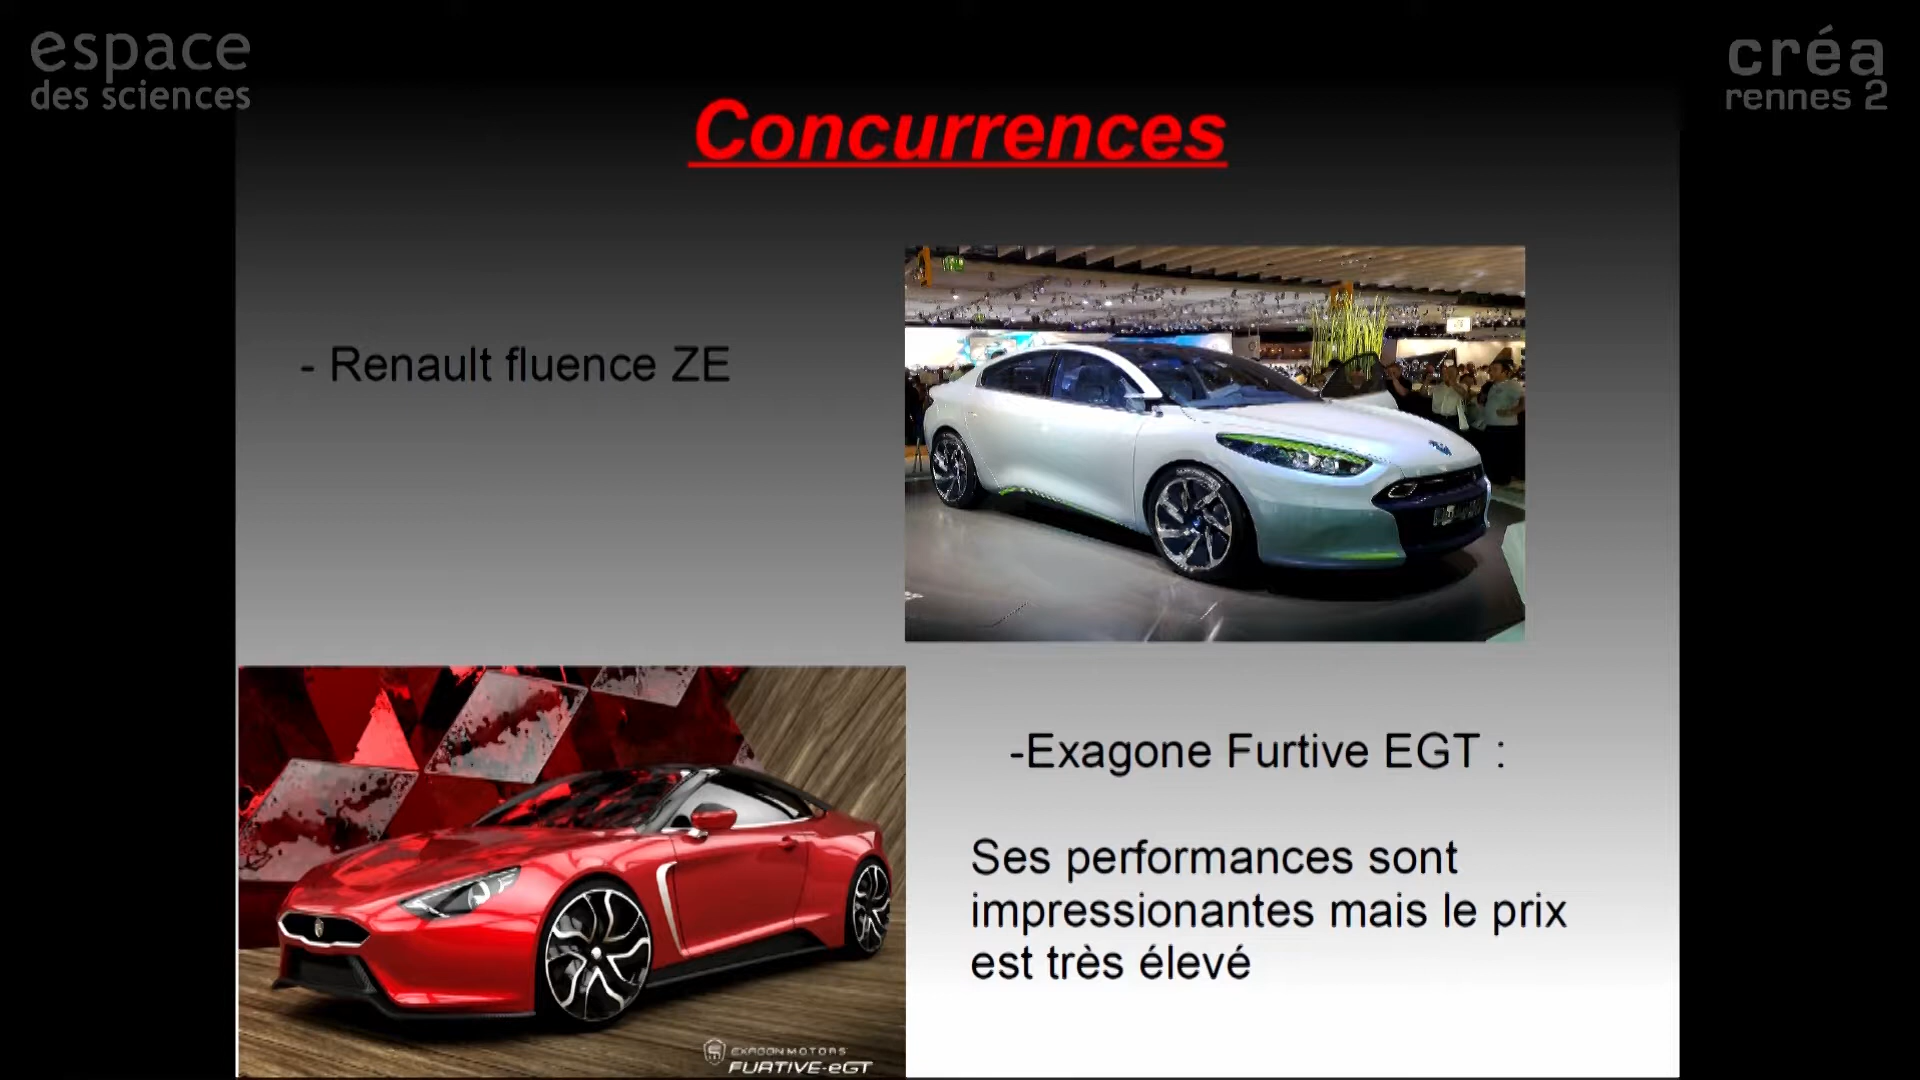 espace
des sciences
créa
rennes 2
Concurrences
- Renault fluence ZE
-Exagone Furtive EGT :
Ses performances sont
impressionantes mais le prix
est très élevé
EXAGON MOTORS
FURTIVE-eGT